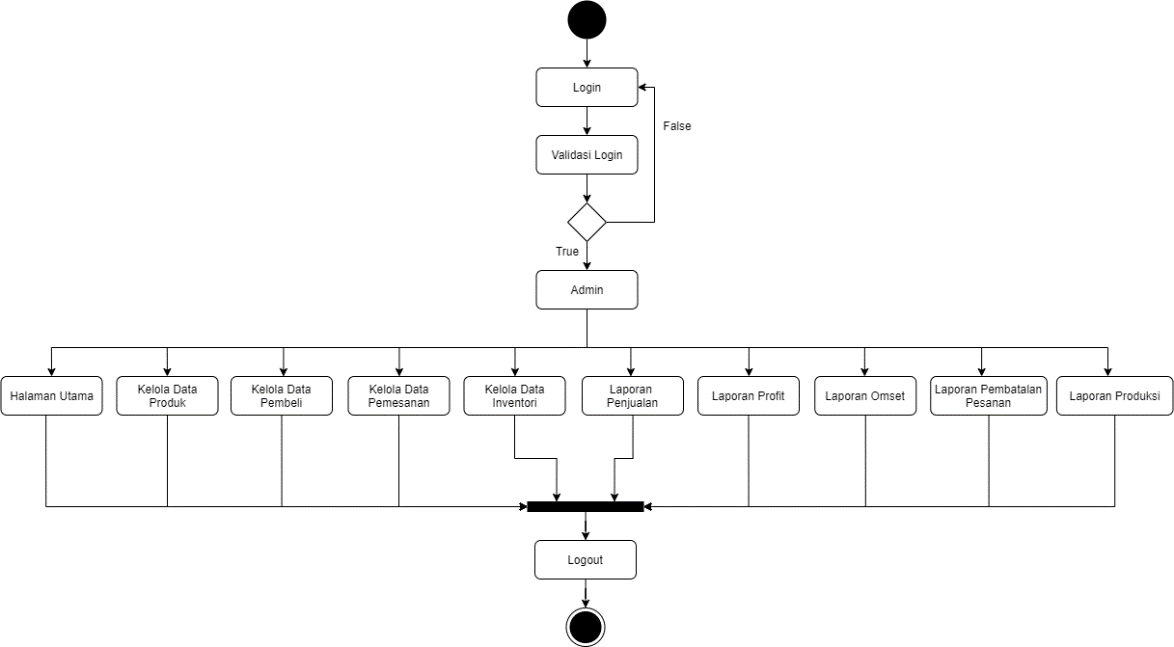 Login
False
Validasi Login
True
Admin
Halaman Utama
Kelola Data
Produk
Kelola Data
Pembeli
Kelola Data
Pemesanan
Kelola Data
Inventori
Laporan
Penjualan
Laporan Profit
Laporan Omset
Laporan Pembatalan
Pesanan
Laporan Produksi
Logout